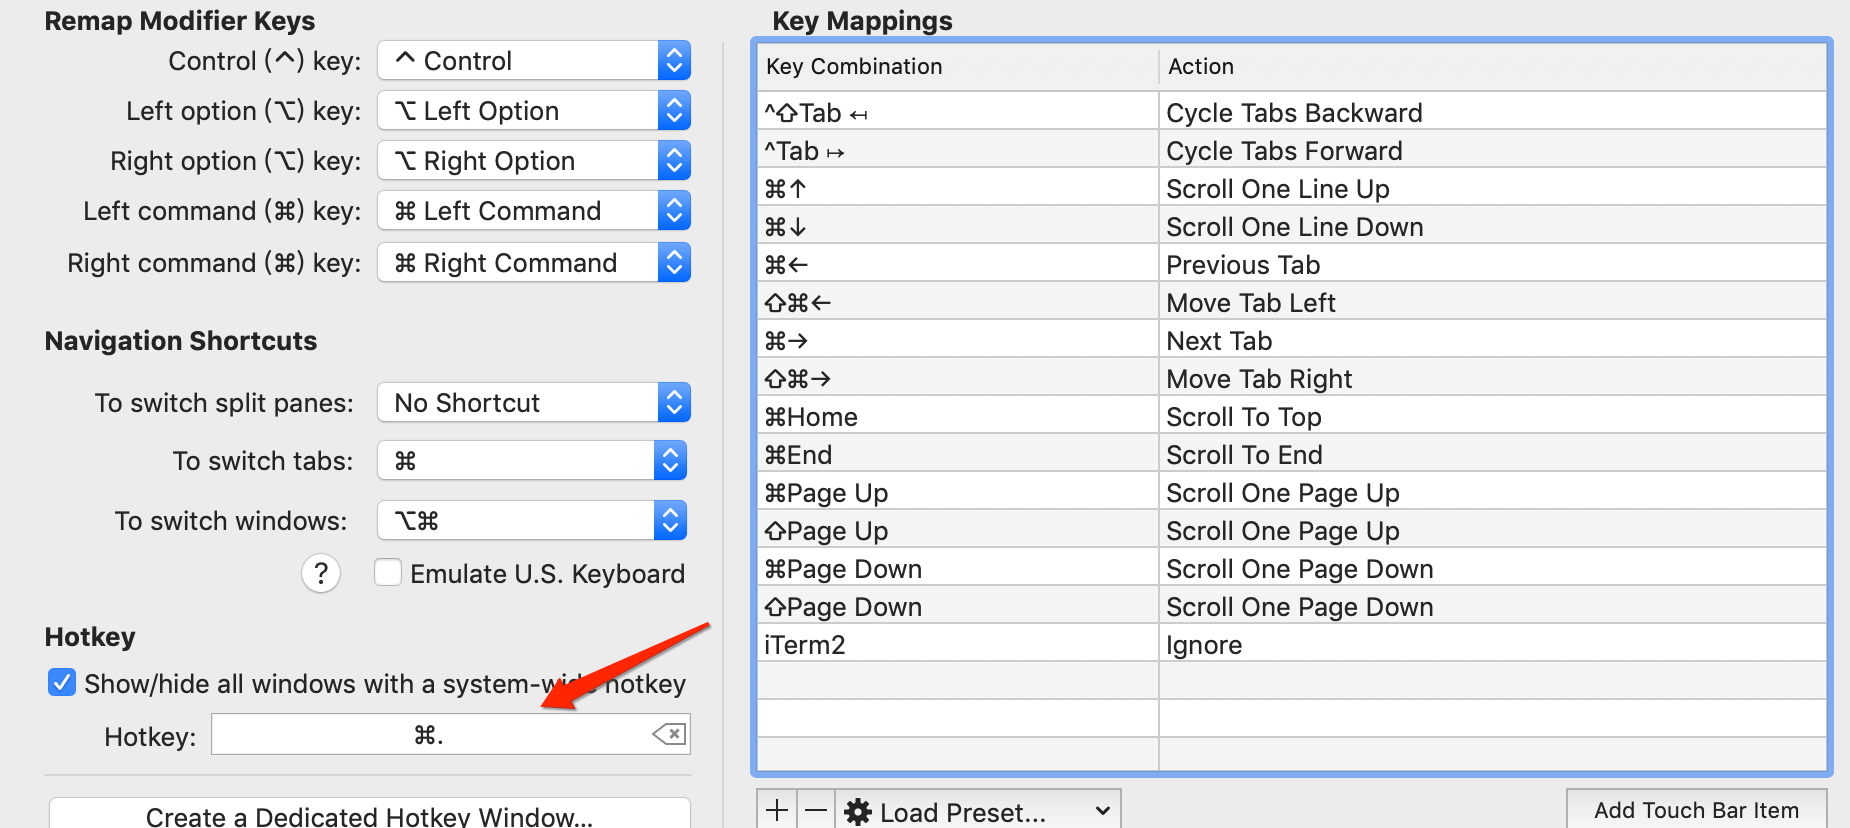 Remap Modifier Keys
Control (^) key: ^ Control
Left option (⌥) key: ⌥ Left Option
Right option (⌥) key: ⌥ Right Option
Left command (⌘) key: ⌘ Left Command
Right command (⌘) key: ⌘ Right Command
Navigation Shortcuts
To switch split panes: No Shortcut
To switch tabs: ⌘
To switch windows: ⌥⌘
? Emulate U.S. Keyboard
Hotkey
Show/hide all windows with a system-wide hotkey
Hotkey: ⌘.
Create a Dedicated Hotkey Window...
Key Mappings
Key Combination Action
^⇧Tab ↤ Cycle Tabs Backward
^Tab ↦ Cycle Tabs Forward
⌘↑ Scroll One Line Up
⌘↓ Scroll One Line Down
⌘← Previous Tab
⇧⌘← Move Tab Left
⌘→ Next Tab
⇧⌘→ Move Tab Right
⌘Home Scroll To Top
⌘End Scroll To End
⌘Page Up Scroll One Page Up
⇧Page Up Scroll One Page Up
⌘Page Down Scroll One Page Down
⇧Page Down Scroll One Page Down
iTerm2 Ignore
+ − Load Preset... Add Touch Bar Item